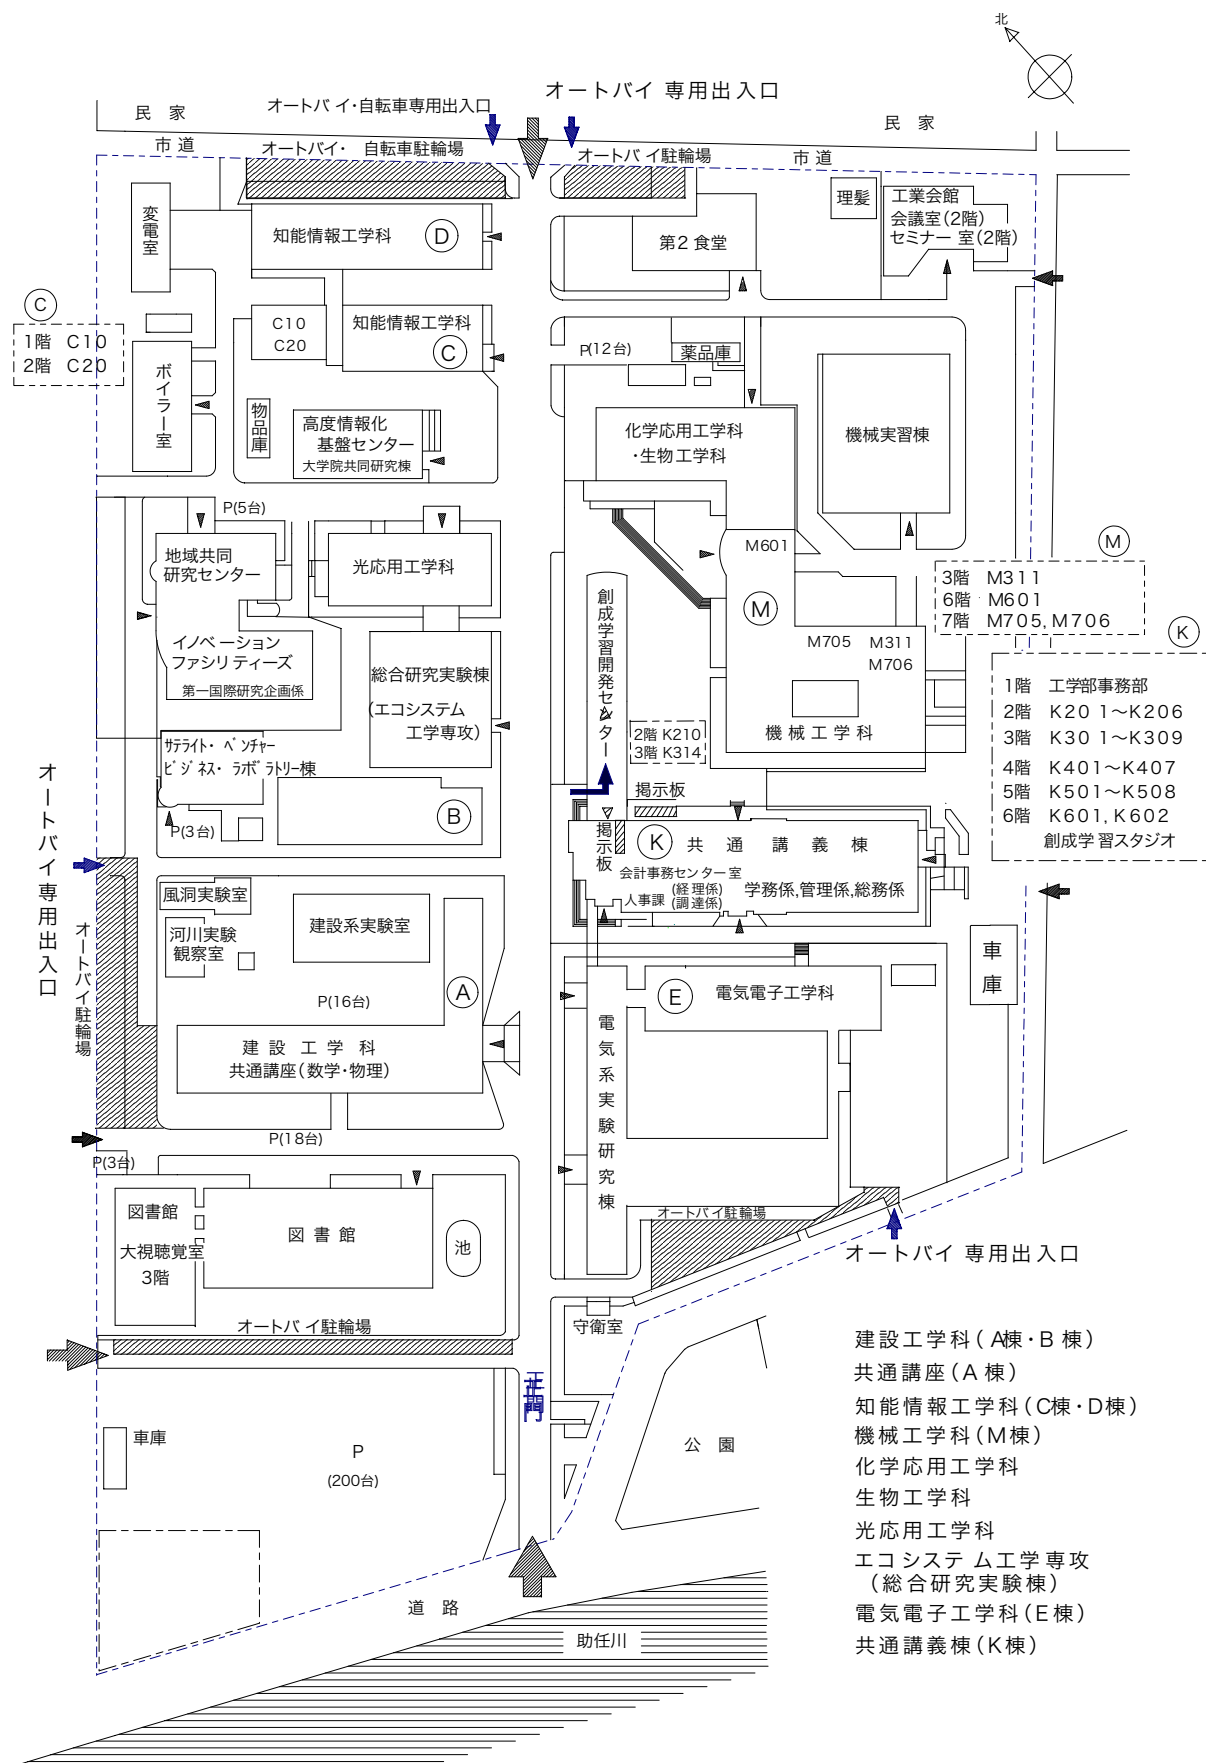 北
オートバイ 専用出入口
オートバイ・自転車専用出入口
民 家
民 家
市 道
オートバイ・ 自転車駐輪場
オートバイ駐輪場
市 道
変電室
知能情報工学科 D
第2食堂
理髪
工業会館
会議室(2階)
セミナー室(2階)
C
1階 C10
2階 C20
C10
C20
知能情報工学科
C
P(12台)
薬品庫
ボイラー室
物品庫
高度情報化
基盤センター
大学院共同研究棟
化学応用工学科
・生物工学科
機械実習棟
P(5台)
地域共同
研究センター
光応用工学科
M601
M
3階 M311
6階 M601
7階 M705, M706
M
創成学習開発センター
イノベーション
ファシリティーズ
第一国際研究企画係
総合研究実験棟
(エコシステム
工学専攻)
M705 M311
M706
機械工学科
K
1階 工学部事務部
2階 K201～K206
3階 K301～K309
4階 K401～K407
5階 K501～K508
6階 K601, K602
創成学習スタジオ
2階 K210
3階 K314
サテライト・ベンチャー
ビジネス・ラボラトリー棟
P(3台)
B
掲示板
掲示板
K 共通講義棟
会計事務センター室
(経理係)
(調達係)
人事課
学務係,管理係,総務係
オートバイ専用出入口
オートバイ駐輪場
風洞実験室
河川実験
観察室
建設系実験室
P(16台)
A
建設工学科
共通講座(数学・物理)
E 電気電子工学科
電気系実験研究棟
車庫
P(18台)
P(3台)
図書館
大視聴覚室
3階
図書館
池
オートバイ駐輪場
オートバイ 専用出入口
オートバイ駐輪場
守衛室
正門
車庫
P
(200台)
公園
道路
助任川
建設工学科(A棟・B棟)
共通講座(A棟)
知能情報工学科(C棟・D棟)
機械工学科(M棟)
化学応用工学科
生物工学科
光応用工学科
エコシステム工学専攻
(総合研究実験棟)
電気電子工学科(E棟)
共通講義棟(K棟)